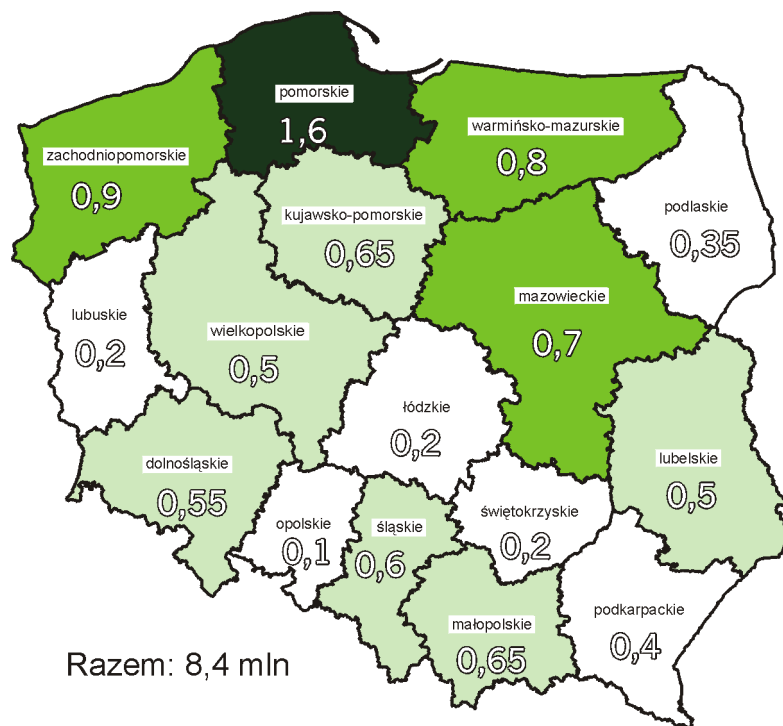 pomorskie
1,6
warmińsko-mazurskie
0,8
zachodniopomorskie
0,9
podlaskie
0,35
kujawsko-pomorskie
0,65
mazowieckie
0,7
lubuskie
0,2
wielkopolskie
0,5
łódzkie
0,2
dolnośląskie
0,55
lubelskie
0,5
opolskie
0,1
śląskie
0,6
świętokrzyskie
0,2
małopolskie
0,65
podkarpackie
0,4
Razem: 8,4 mln